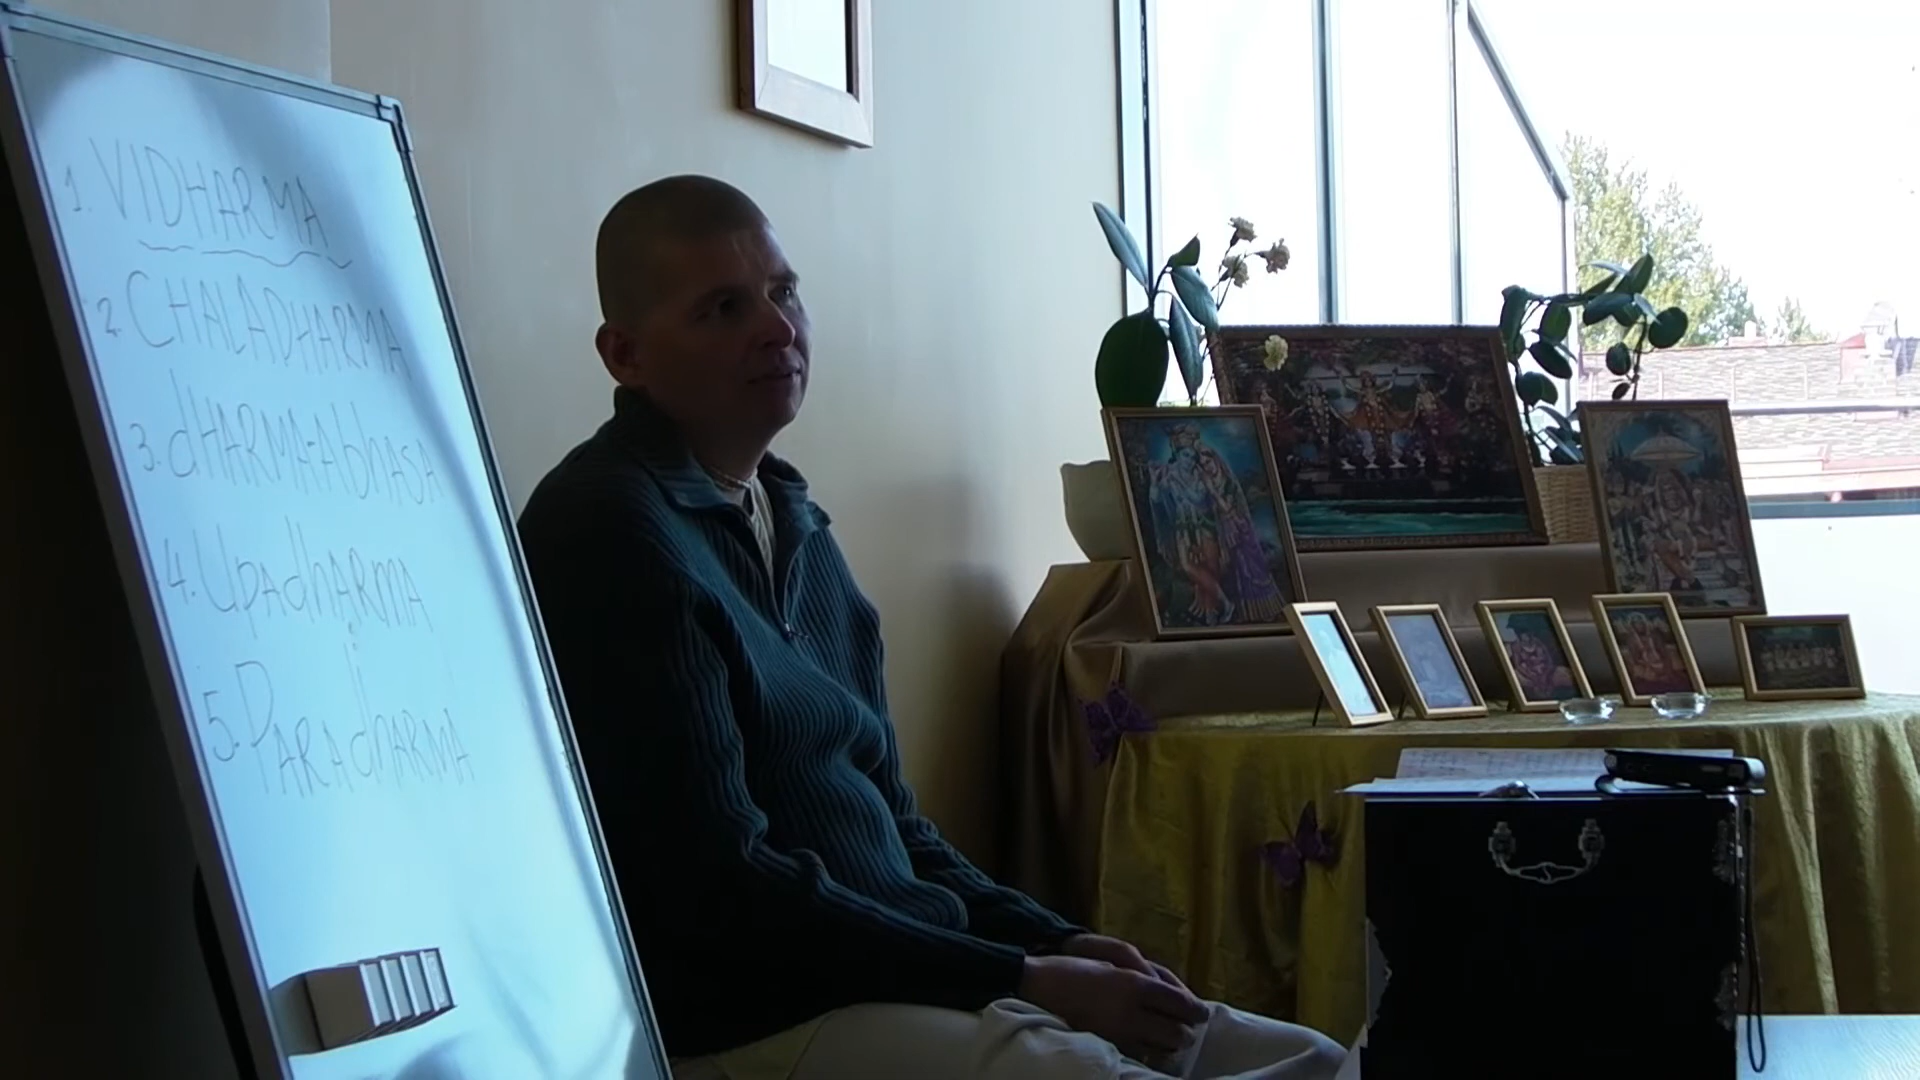 1. VIDHARMA
2. CHALADHARMA
3. dHARMA-AbhASA
4. UpAdhARMA
5. PARAdhARMA